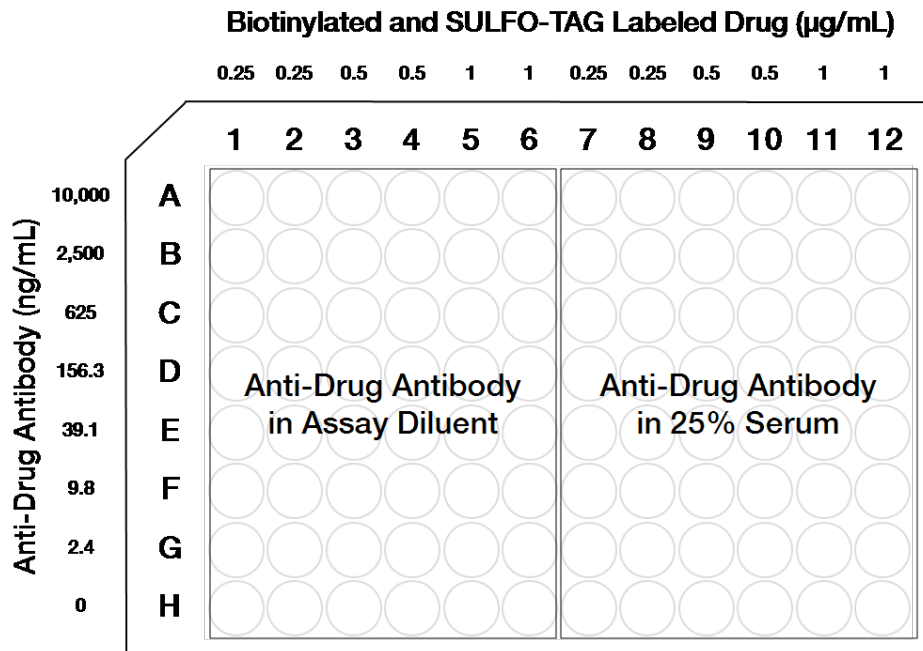 Biotinylated and SULFO-TAG Labeled Drug (µg/mL)
0.25 0.25 0.5 0.5 1 1 0.25 0.25 0.5 0.5 1 1
1 2 3 4 5 6 7 8 9 10 11 12
Anti-Drug Antibody (ng/mL)
10,000 A
2,500 B
625 C
156.3 D
Anti-Drug Antibody in Assay Diluent
Anti-Drug Antibody in 25% Serum
39.1 E
9.8 F
2.4 G
0 H